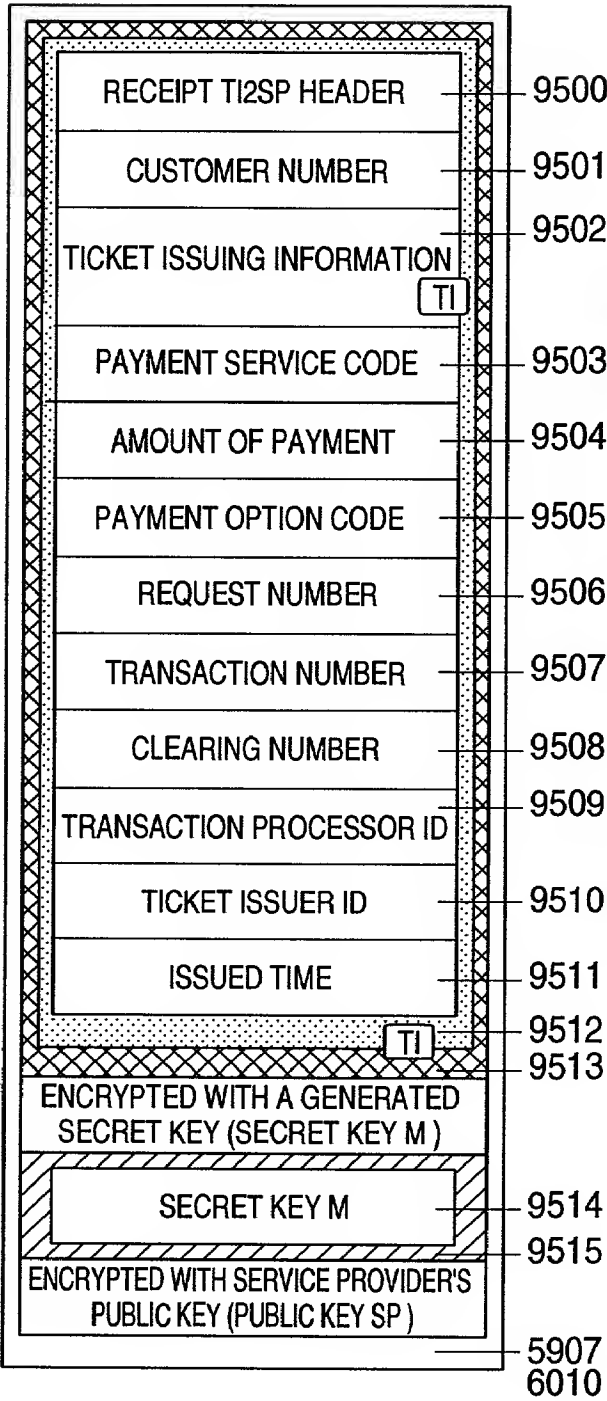 RECEIPT TI2SP HEADER 9500
CUSTOMER NUMBER 9501
9502
TICKET ISSUING INFORMATION
TI
PAYMENT SERVICE CODE 9503
AMOUNT OF PAYMENT 9504
PAYMENT OPTION CODE 9505
REQUEST NUMBER 9506
TRANSACTION NUMBER 9507
CLEARING NUMBER 9508
9509
TRANSACTION PROCESSOR ID
TICKET ISSUER ID 9510
ISSUED TIME 9511
TI 9512
9513
ENCRYPTED WITH A GENERATED
SECRET KEY (SECRET KEY M )
SECRET KEY M 9514
9515
ENCRYPTED WITH SERVICE PROVIDER'S
PUBLIC KEY (PUBLIC KEY SP )
5907
6010